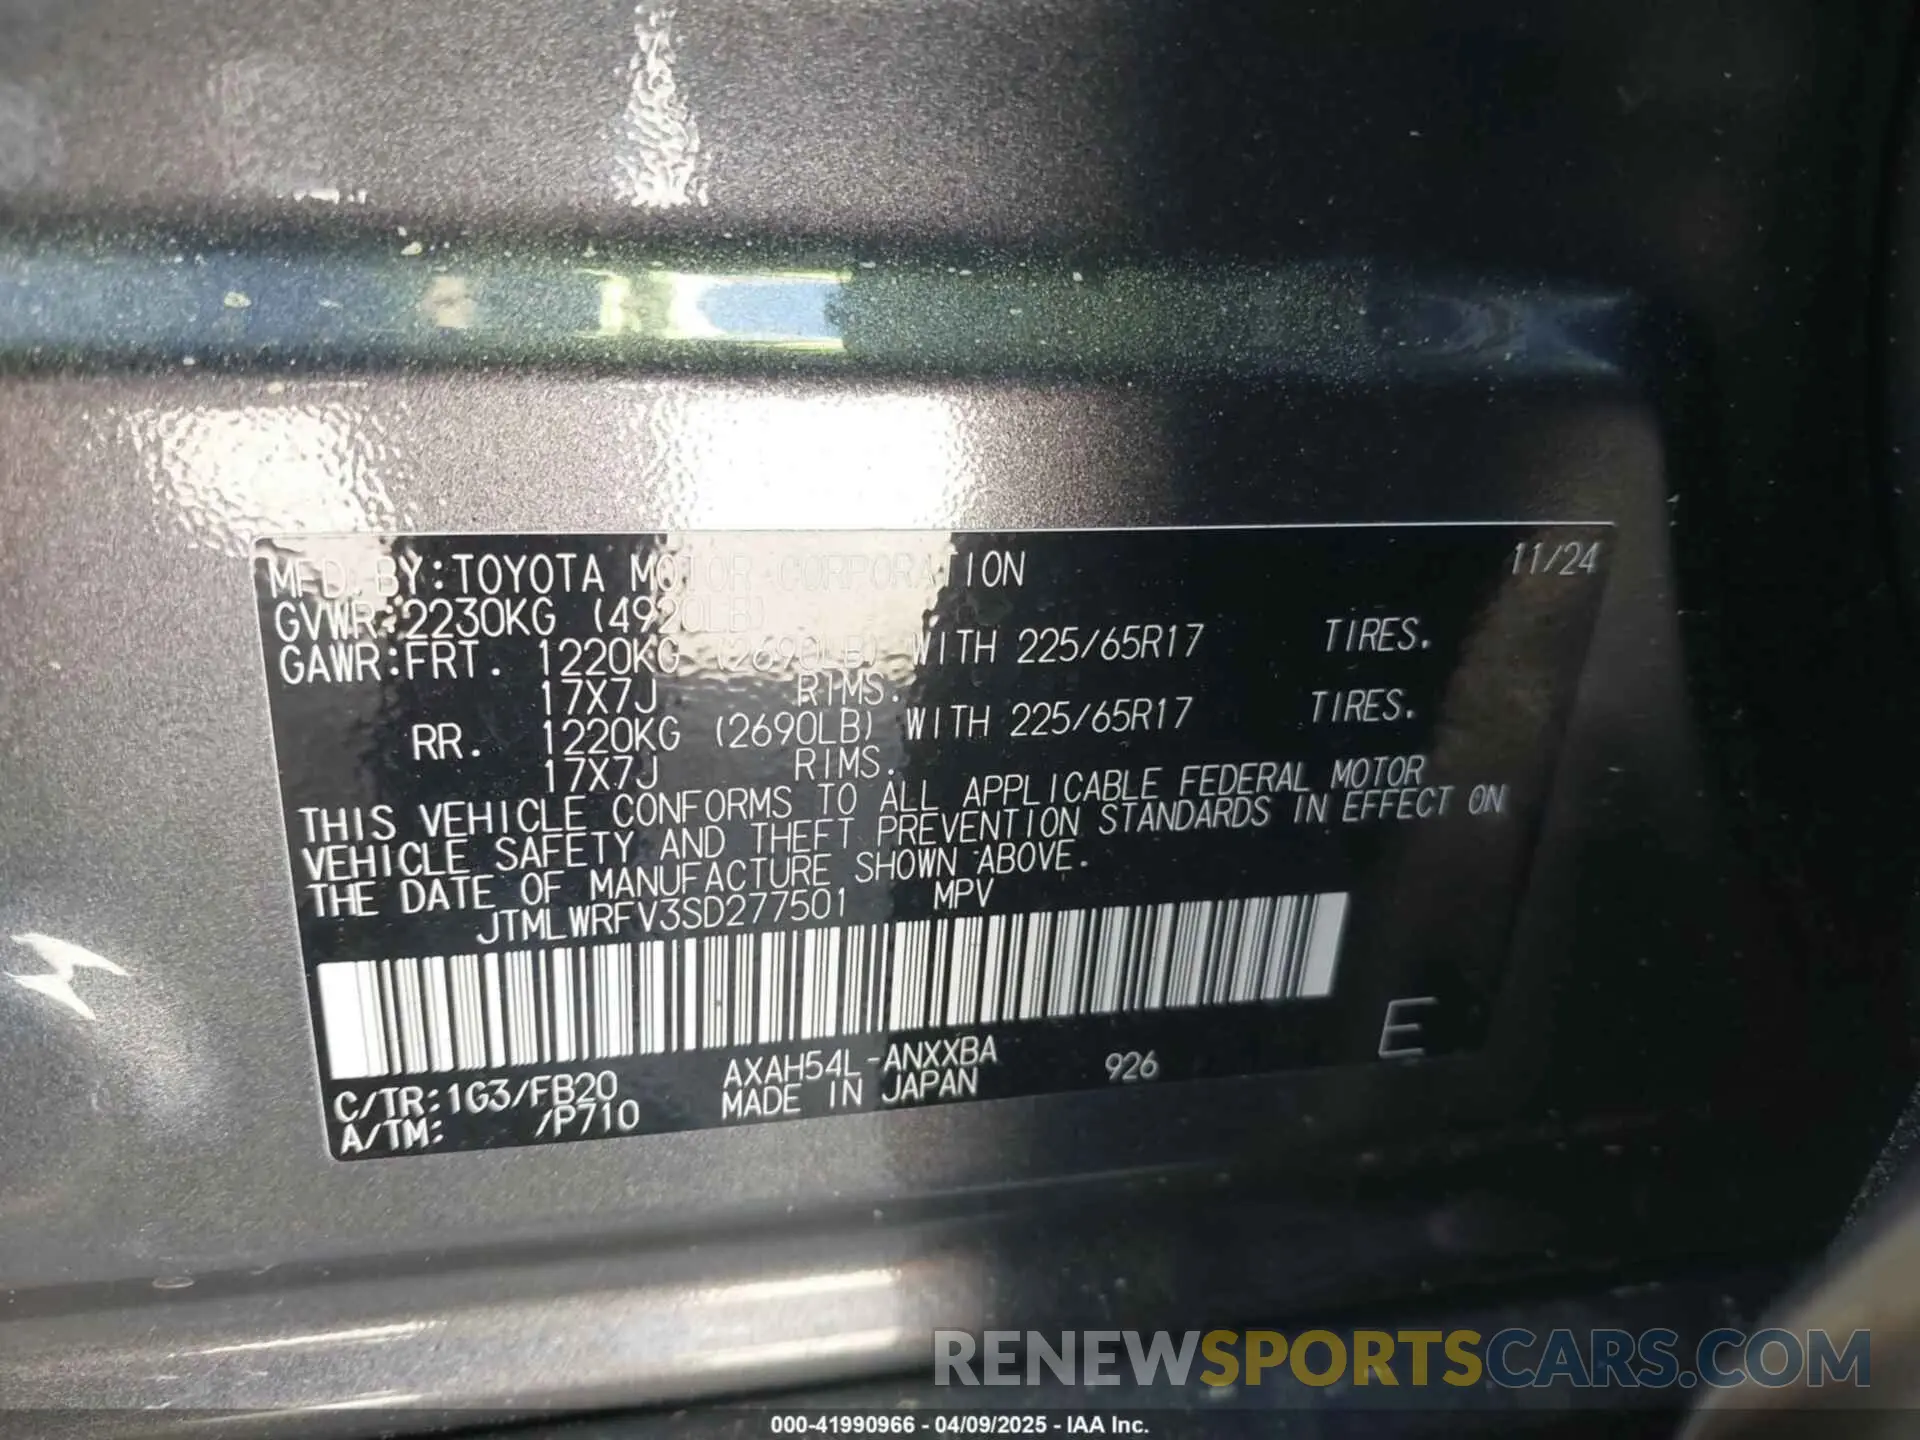 MFD.BY:TOYOTA MOTOR CORPORATION 11/24
GVWR:2230KG (4920LB)
GAWR:FRT. 1220KG (2690LB) WITH 225/65R17 TIRES.
17X7J RIMS.
RR. 1220KG (2690LB) WITH 225/65R17 TIRES.
17X7J RIMS.
THIS VEHICLE CONFORMS TO ALL APPLICABLE FEDERAL MOTOR
VEHICLE SAFETY AND THEFT PREVENTION STANDARDS IN EFFECT ON
THE DATE OF MANUFACTURE SHOWN ABOVE.
JTMLWRFV3SD277501 MPV
E
C/TR:1G3/FB20 AXAH54L-ANXXBA 926
A/TM: /P710 MADE IN JAPAN
RENEWSPORTSCARS.COM
000-41990966 - 04/09/2025 - IAA Inc.